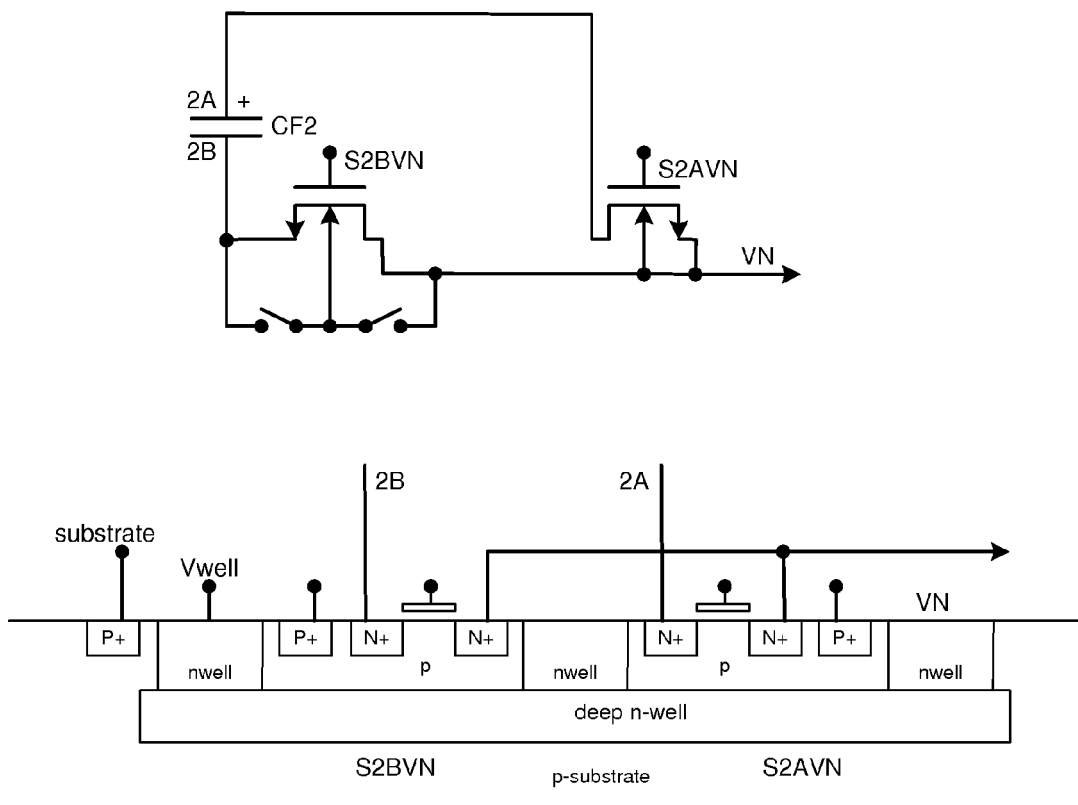 2A +
CF2
2B
S2BVN
S2AVN
VN
2B
2A
substrate
Vwell
VN
P+
P+
N+
N+
N+
N+
P+
nwell
p
nwell
p
nwell
deep n-well
S2BVN
p-substrate
S2AVN